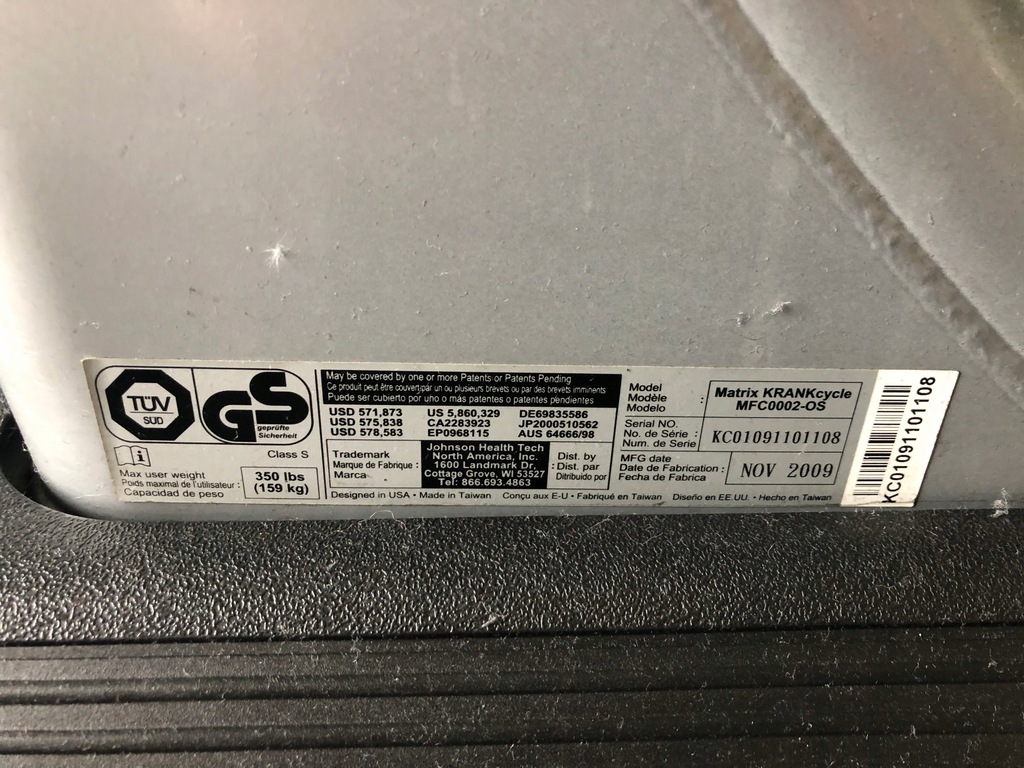 TÜV
SÜD
GS
geprüfte
Sicherheit
i
Class S
Max user weight
Poids maximal de l'utilisateur :
Capacidad de peso
350 lbs
(159 kg)
May be covered by one or more Patents or Patents Pending
Ce produit peut être couvert par un ou plusieurs brevets ou par des brevets imminents
Puede ser cubierto por uno o más patentes o patentes pendientes
USD 571,873 US 5,860,329 DE69835586
USD 575,838 CA2283923 JP2000510562
USD 578,583 EP0968115 AUS 64666/98
Trademark
Marque de Fabrique :
Marca
Johnson Health Tech
North America, Inc.
1600 Landmark Dr,
Cottage Grove, WI 53527
Tel: 866.693.4863
Dist. by
: Dist. par
Distribuido por
Designed in USA • Made in Taiwan Conçu aux E-U • Fabriqué en Taiwan Diseño en EE.UU. • Hecho en Taiwan
Model
Modèle :
Modelo
Matrix KRANKcycle
MFC0002-OS
Serial NO.
No. de Série :
Num. de Serie
KC01091101108
MFG date
Date de Fabrication :
Fecha de Fabrica
NOV 2009
KC01091101108